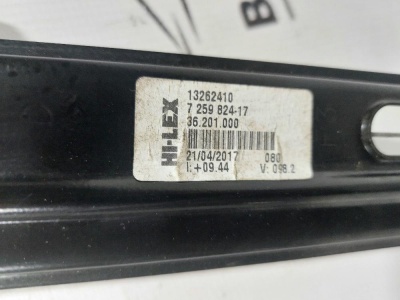 HI-LEX
13262410
7 259 824-17
36.201.000
21/04/2017 080
I: +09.44 V: 098.2